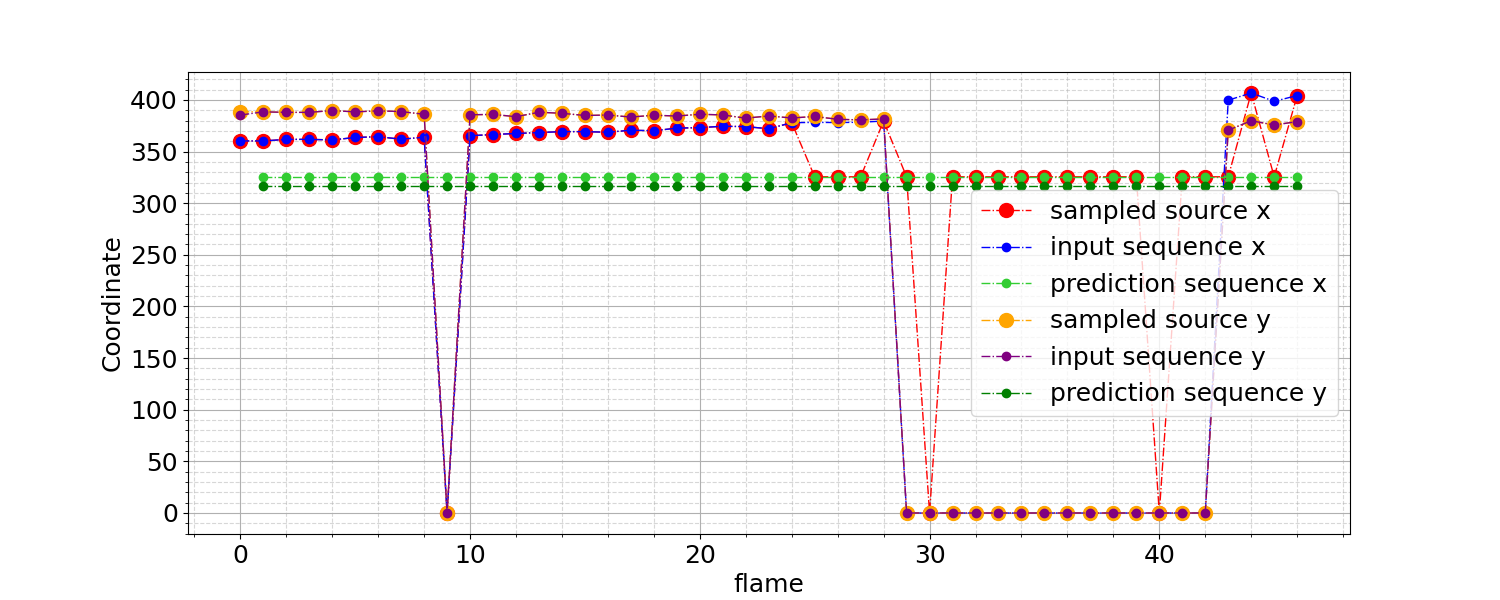 400
350
300
250
200
150
100
50
0
Coordinate
sampled source x
input sequence x
prediction sequence x
sampled source y
input sequence y
prediction sequence y
0 10 20 30 40
flame